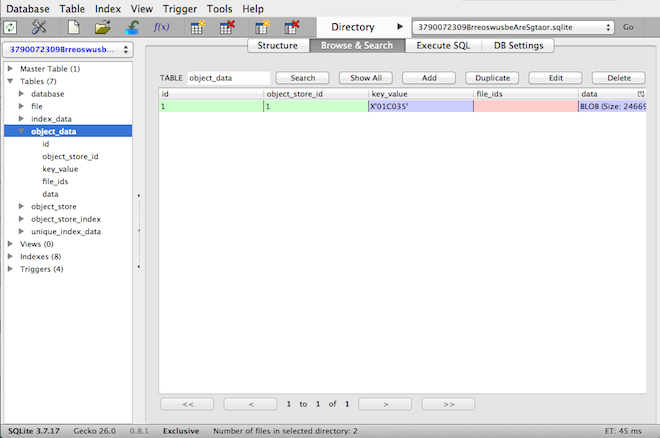 Database Table Index View Trigger Tools Help
f(x) Directory 3790072309Brreoswusbe​AreSgtaor.sqlite Go
3790072309Brreoswusb...
Structure Browse & Search Execute SQL DB Settings
Master Table (1)
Tables (7)
database
file
index_data
object_data
id
object_store_id
key_value
file_ids
data
object_store
object_store_index
unique_index_data
Views (0)
Indexes (8)
Triggers (4)
TABLE object_data Search Show All Add Duplicate Edit Delete
id object_store_id key_value file_ids data
1 1 X'01C035' BLOB (Size: 24669
<< < 1 to 1 of 1 > >>
SQLite 3.7.17 Gecko 26.0 0.8.1 Exclusive Number of files in selected directory: 2 ET: 45 ms